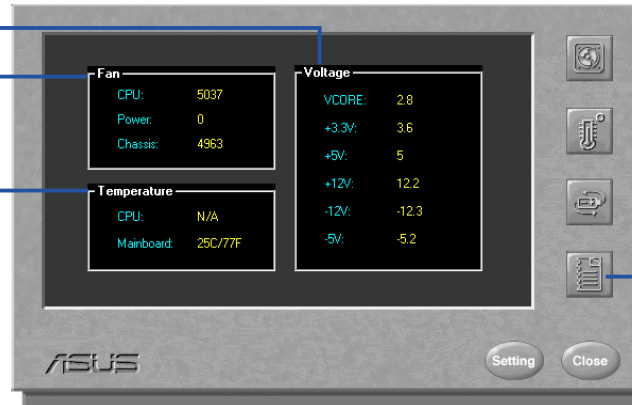 Fan
CPU: 5037
Power: 0
Chassis: 4963
Temperature
CPU: N/A
Mainboard: 25C/77F
Voltage
VCORE: 2.8
+3.3V: 3.6
+5V: 5
+12V: 12.2
-12V: -12.3
-5V: -5.2
ASUS
Setting
Close